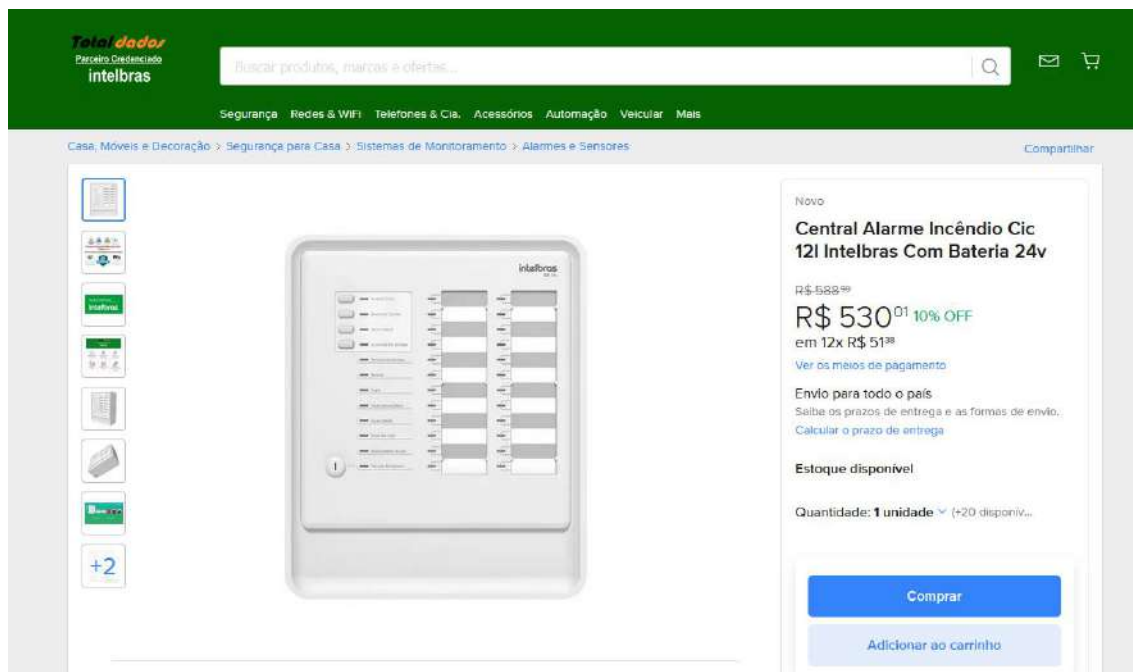 Total dados
Parceiro Credenciado
intelbras
Buscar produtos, marcas e ofertas...
Segurança Redes & WiFi Telefones & Cia. Acessórios Automação Veicular Mais
Casa, Móveis e Decoração > Segurança para Casa > Sistemas de Monitoramento > Alarmes e Sensores
Compartilhar
intelbras
+2
Novo
Central Alarme Incêndio Cic
12l Intelbras Com Bateria 24v
R$ 588
R$ 530 01 10% OFF
em 12x R$ 51 38
Ver os meios de pagamento
Envio para todo o país
Saiba os prazos de entrega e as formas de envio.
Calcular o prazo de entrega
Estoque disponível
Quantidade: 1 unidade (+20 disponív...
Comprar
Adicionar ao carrinho